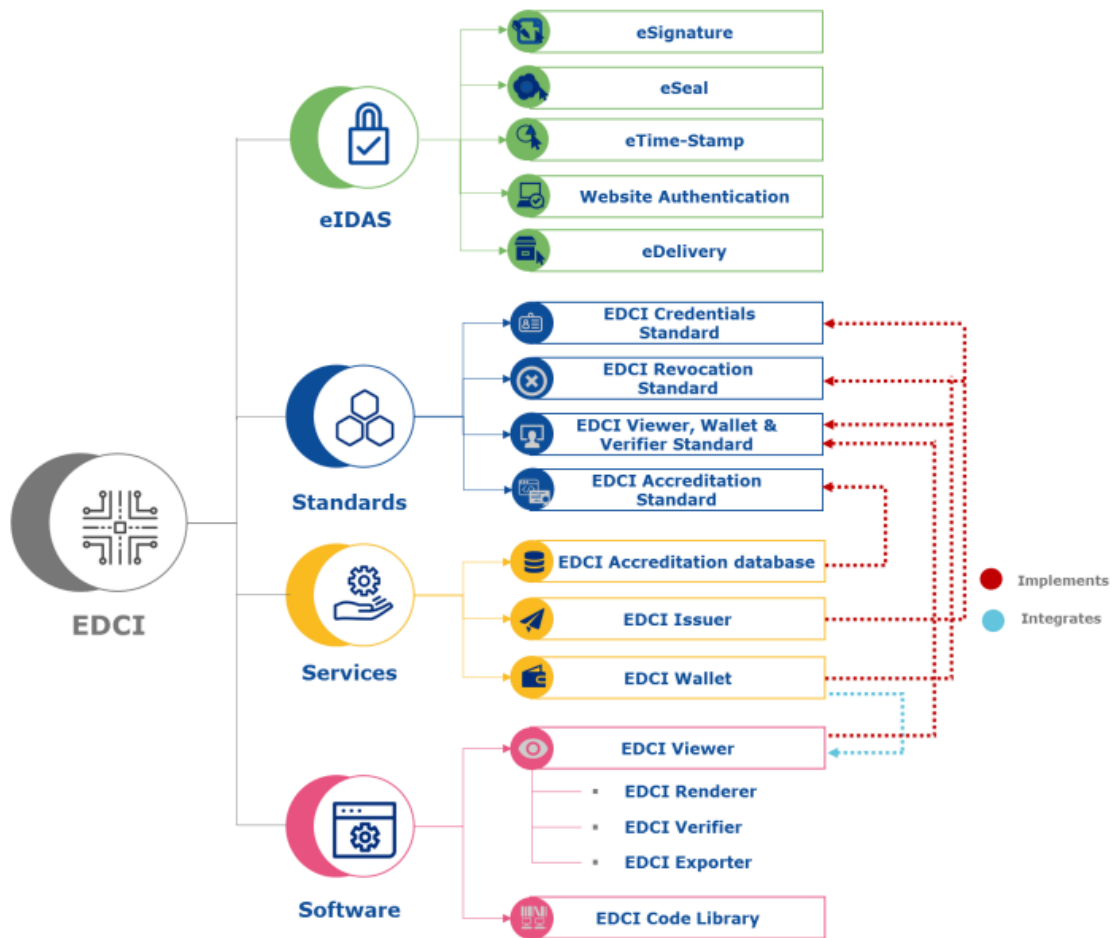 eSignature
eSeal
eTime-Stamp
Website Authentication
eDelivery
eIDAS
EDCI Credentials
Standard
EDCI Revocation
Standard
EDCI Viewer, Wallet &
Verifier Standard
EDCI Accreditation
Standard
Standards
EDCI
EDCI Accreditation database
EDCI Issuer
EDCI Wallet
Services
Implements
Integrates
EDCI Viewer
EDCI Renderer
EDCI Verifier
EDCI Exporter
EDCI Code Library
Software